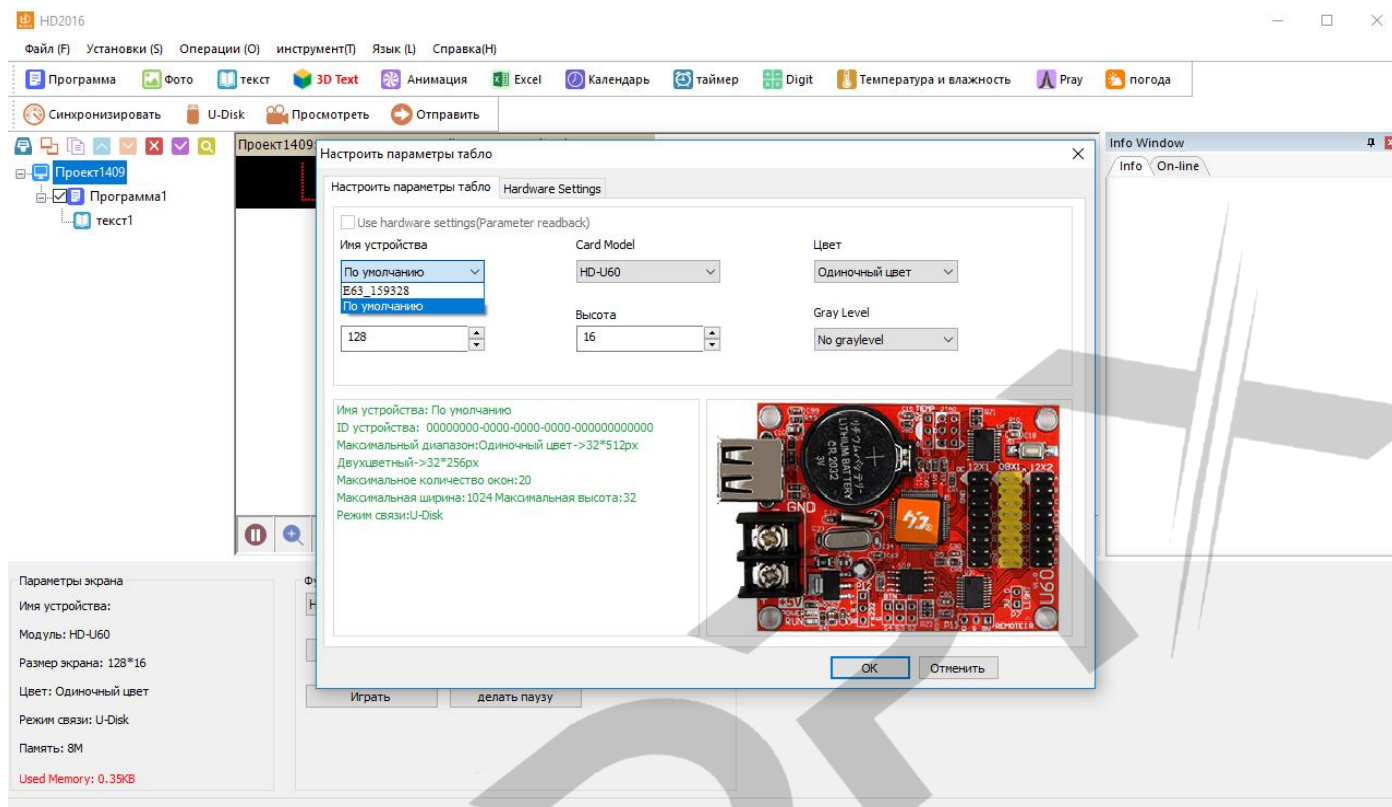 HD2016
Файл (F) Установки (S) Операции (O) инструмент(T) Язык (L) Справка(H)
Программа Фото текст 3D Text Анимация Excel Календарь таймер Digit Температура и влажность Pray погода
Синхронизировать U-Disk Просмотреть Отправить
Проект1409
Программа1
текст1
Проект1409:
Настроить параметры табло
Настроить параметры табло Hardware Settings
Use hardware settings(Parameter readback)
Имя устройства Card Model Цвет
По умолчанию HD-U60 Одиночный цвет
E63_159328
По умолчанию
Высота Gray Level
128 16 No graylevel
Имя устройства: По умолчанию
ID устройства: 00000000-0000-0000-0000-000000000000
Максимальный диапазон:Одиночный цвет->32*512px
Двухцветный->32*256px
Максимальное количество окон:20
Максимальная ширина:1024 Максимальная высота:32
Режим связи:U-Disk
LITHIUM BATTERY
CR 2032
3V
GND
12X1 08X1 12X2
+5V
RUN
U60
REMOTEIR
OK Отменить
Info Window
Info On-line
Параметры экрана
Имя устройства:
Модуль: HD-U60
Размер экрана: 128*16
Цвет: Одиночный цвет
Режим связи: U-Disk
Память: 8M
Used Memory: 0.35KB
Играть делать паузу